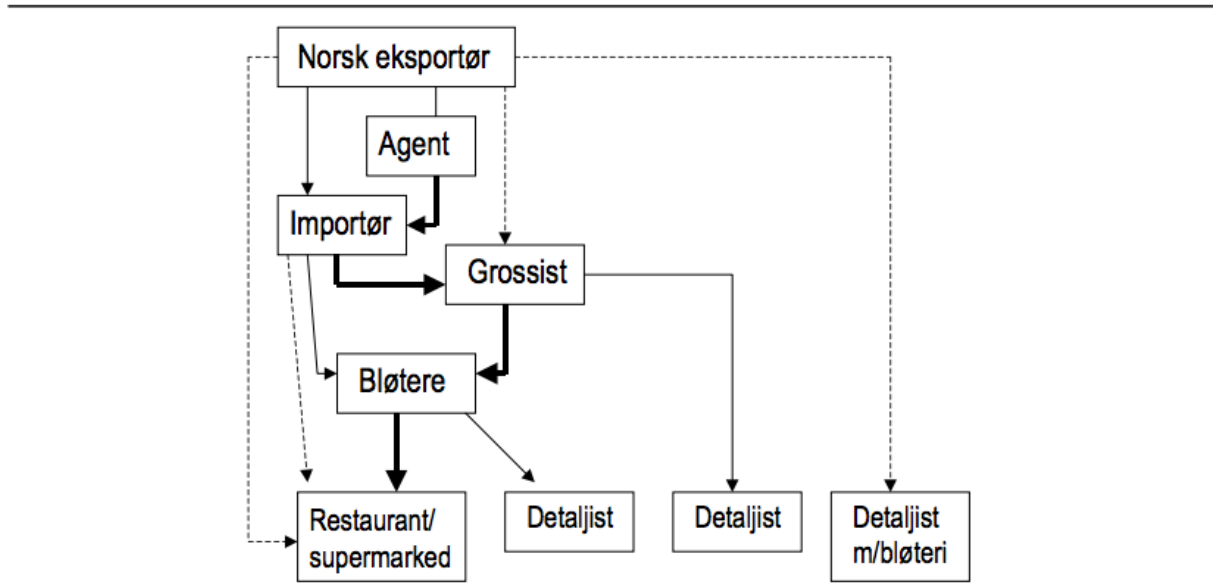 Norsk eksportør
Agent
Importør
Grossist
Bløtere
Restaurant/
supermarked
Detaljist
Detaljist
Detaljist
m/bløteri